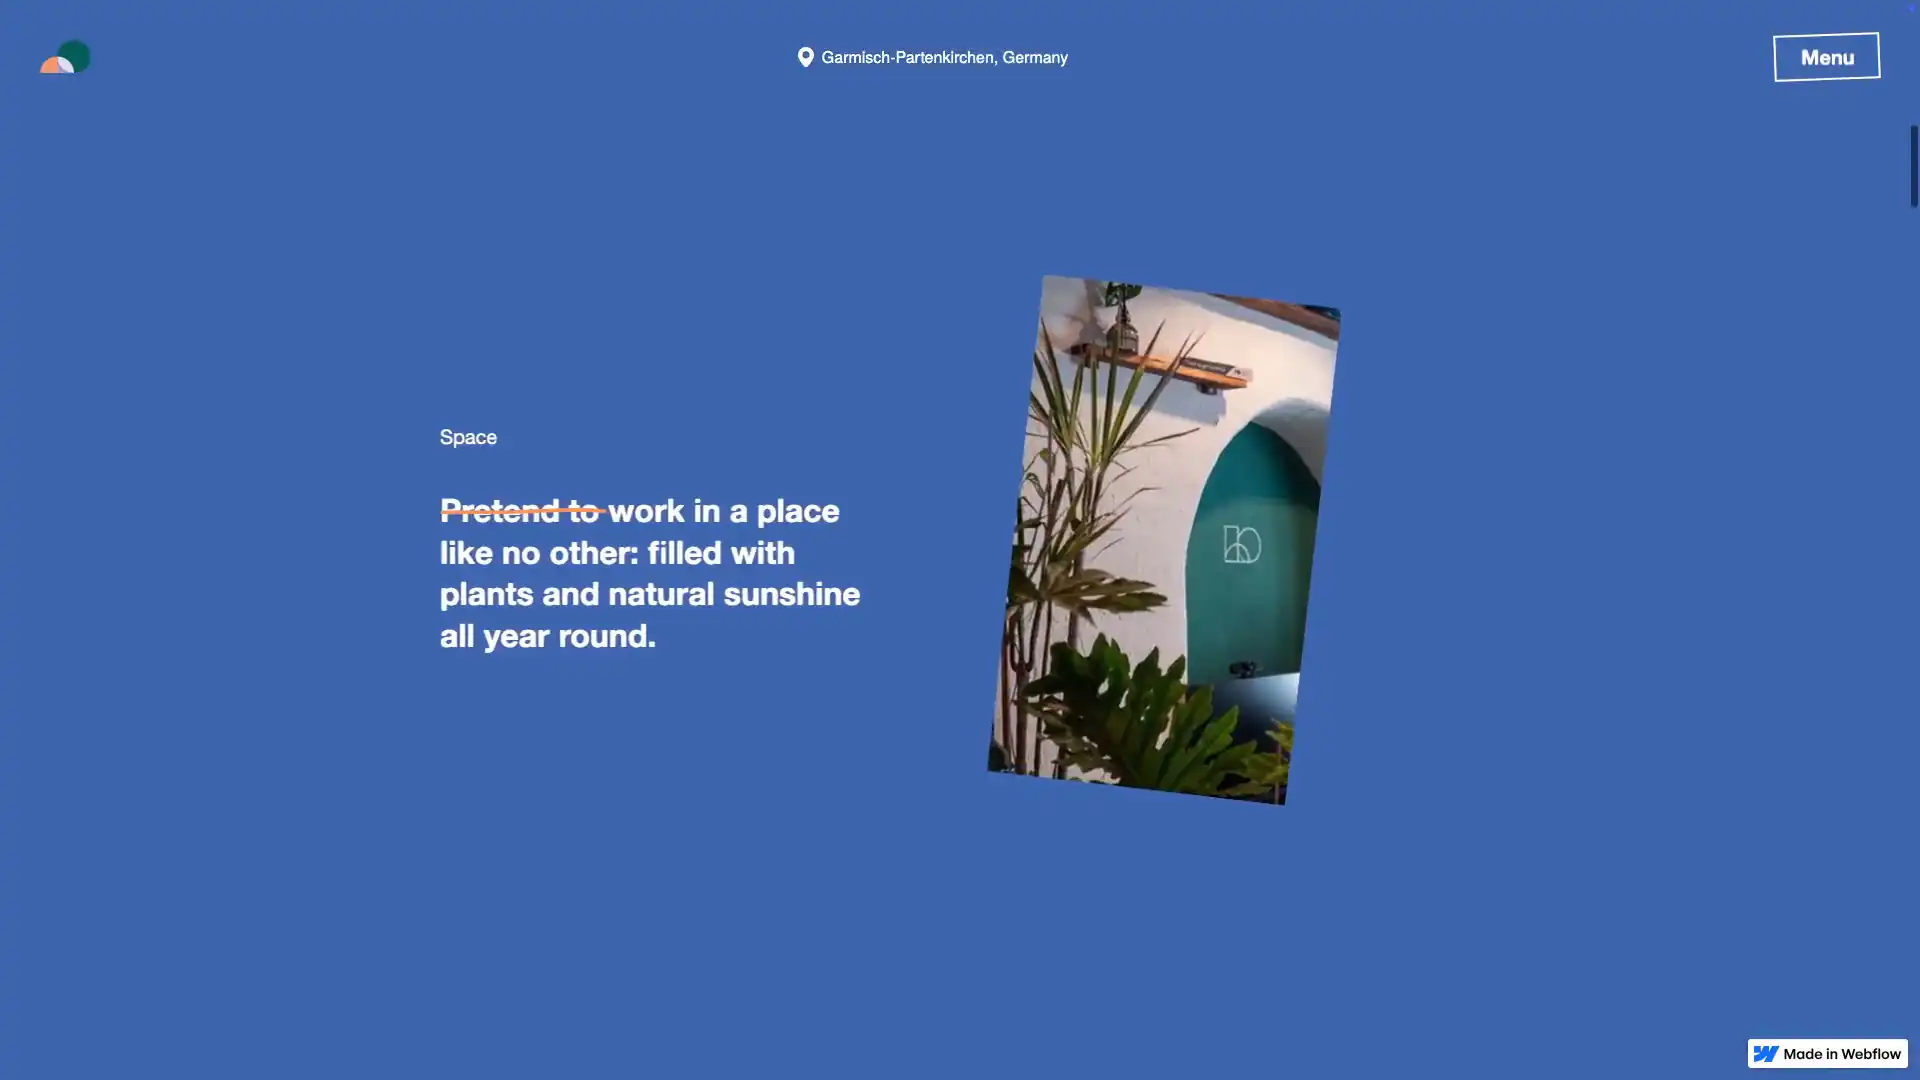 Garmisch-Partenkirchen, Germany
Menu
Space
Pretend to work in a place
like no other: filled with
plants and natural sunshine
all year round.
Made in Webflow